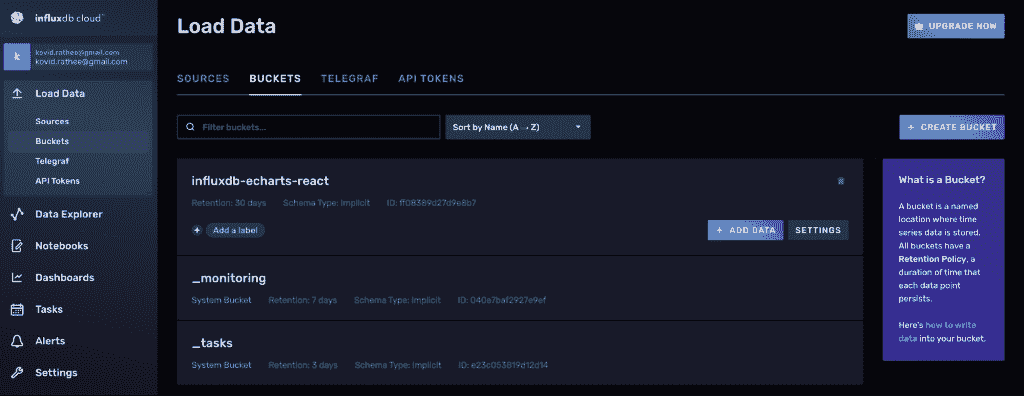 influxdb cloud™
kovid.rathee@gmail.com
kovid.rathee@gmail.com
k
Load Data
Sources
Buckets
Telegraf
API Tokens
Data Explorer
Notebooks
Dashboards
Tasks
Alerts
Settings
Load Data
UPGRADE NOW
SOURCES BUCKETS TELEGRAF API TOKENS
Filter buckets...
Sort by Name (A → Z)
+ CREATE BUCKET
influxdb-echarts-react
Retention: 30 days Schema Type: Implicit ID: ff08389d27d9e8b7
+ Add a label
+ ADD DATA SETTINGS
_monitoring
System Bucket Retention: 7 days Schema Type: Implicit ID: 040a7baf2927e9ef
_tasks
System Bucket Retention: 3 days Schema Type: Implicit ID: e23c053819d12d14
What is a Bucket?
A bucket is a named
location where time
series data is stored.
All buckets have a
Retention Policy, a
duration of time that
each data point
persists.
Here's how to write
data into your bucket.